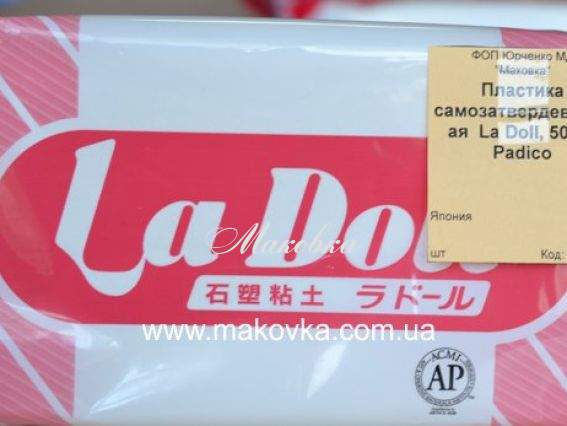 ФОП Юрченко М
"Маковка"
Пластика
самозатвердев
ая La Doll, 50
Padico
Япония
шт Код:
La Doll
Маковка
石塑粘土 ラドール
www.makovka.com.ua
ACMI
AP